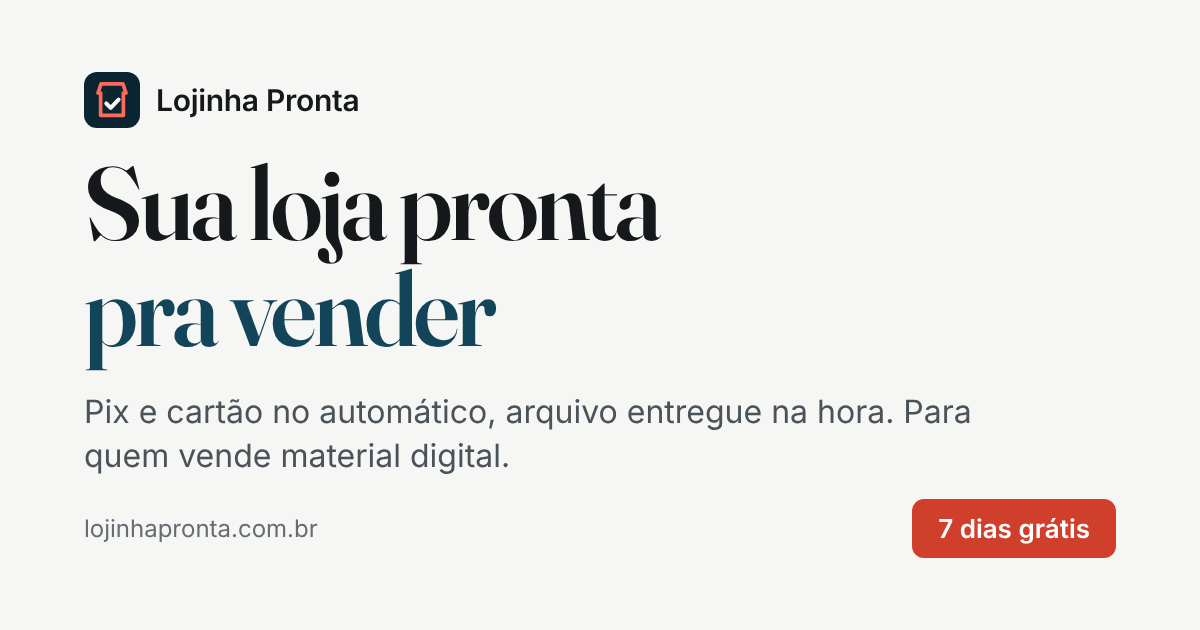 Lojinha Pronta
Sua loja pronta
pra vender
Pix e cartão no automático, arquivo entregue na hora. Para
quem vende material digital.
lojinhapronta.com.br
7 dias grátis